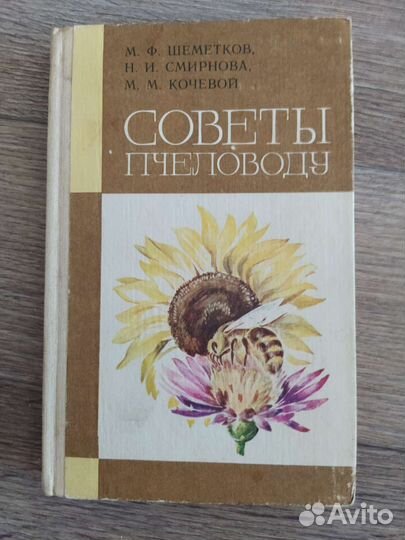 М. Ф. ШЕМЕТКОВ,
Н. И. СМИРНОВА,
М. М. КОЧЕВОЙ
СОВЕТЫ
ПЧЕЛОВОДУ
Avito